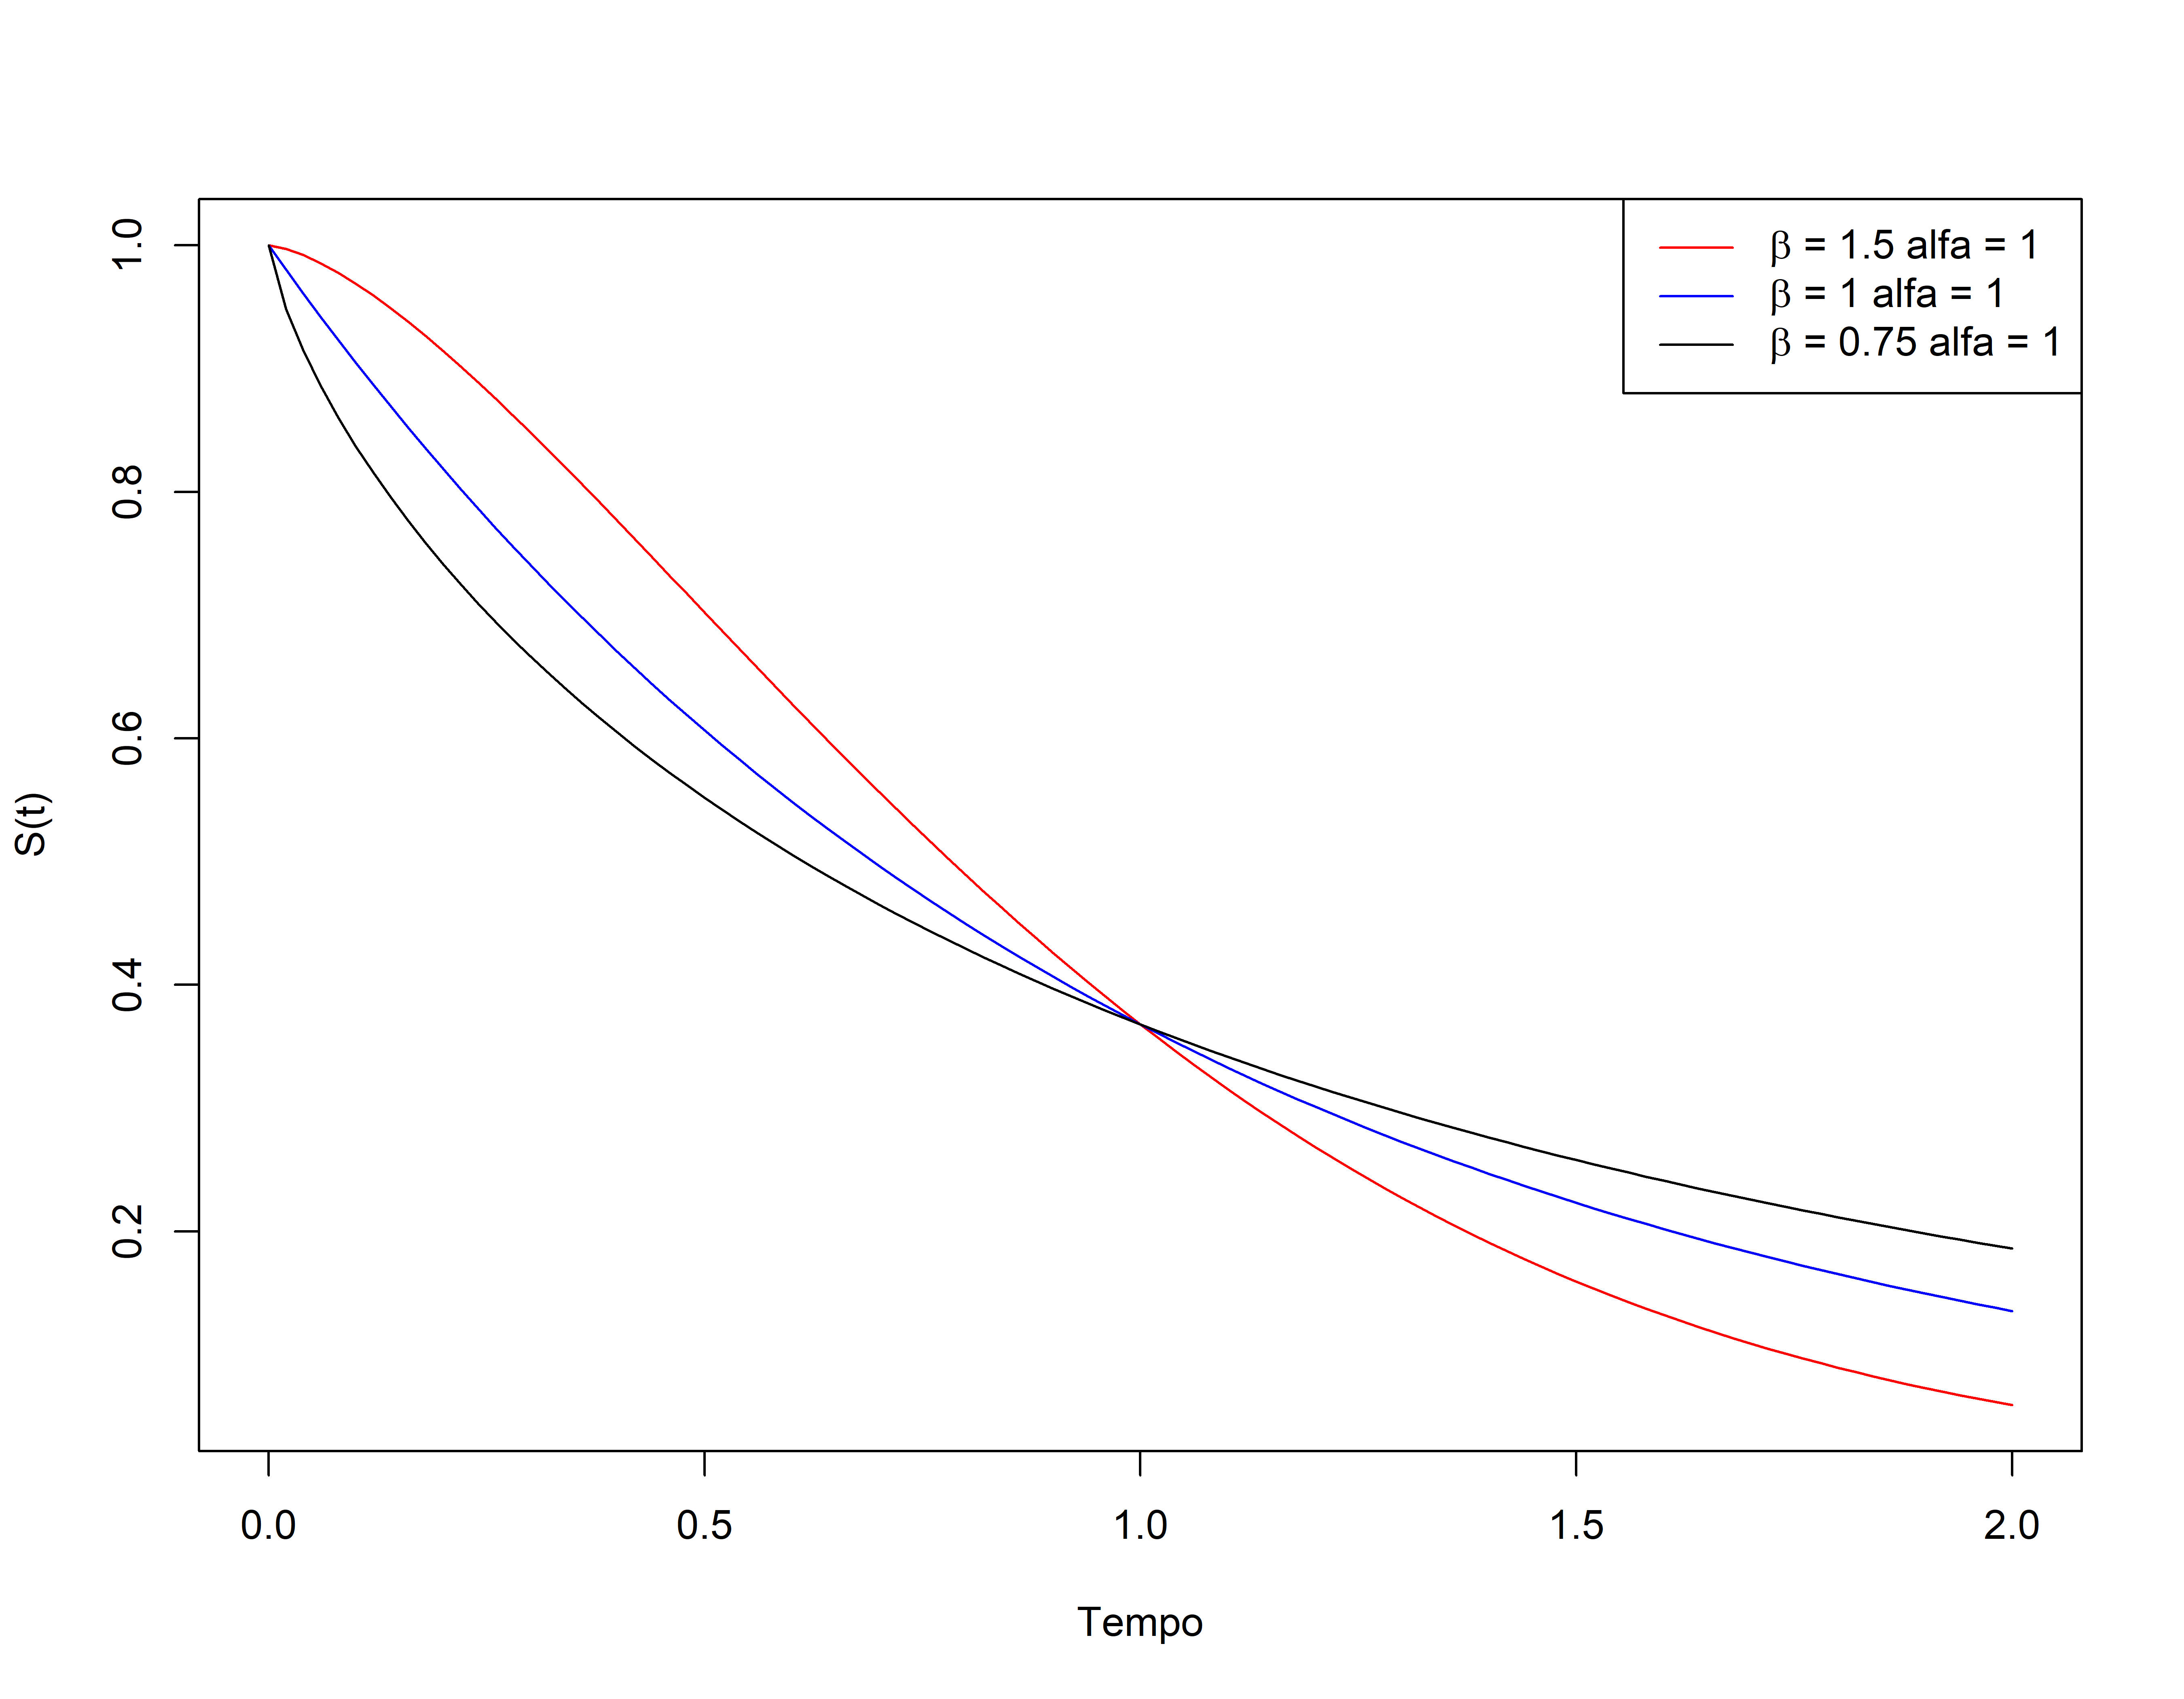 β = 1.5 alfa = 1
β = 1 alfa = 1
β = 0.75 alfa = 1
1.0
0.8
0.6
0.4
0.2
S(t)
0.0 0.5 1.0 1.5 2.0
Tempo